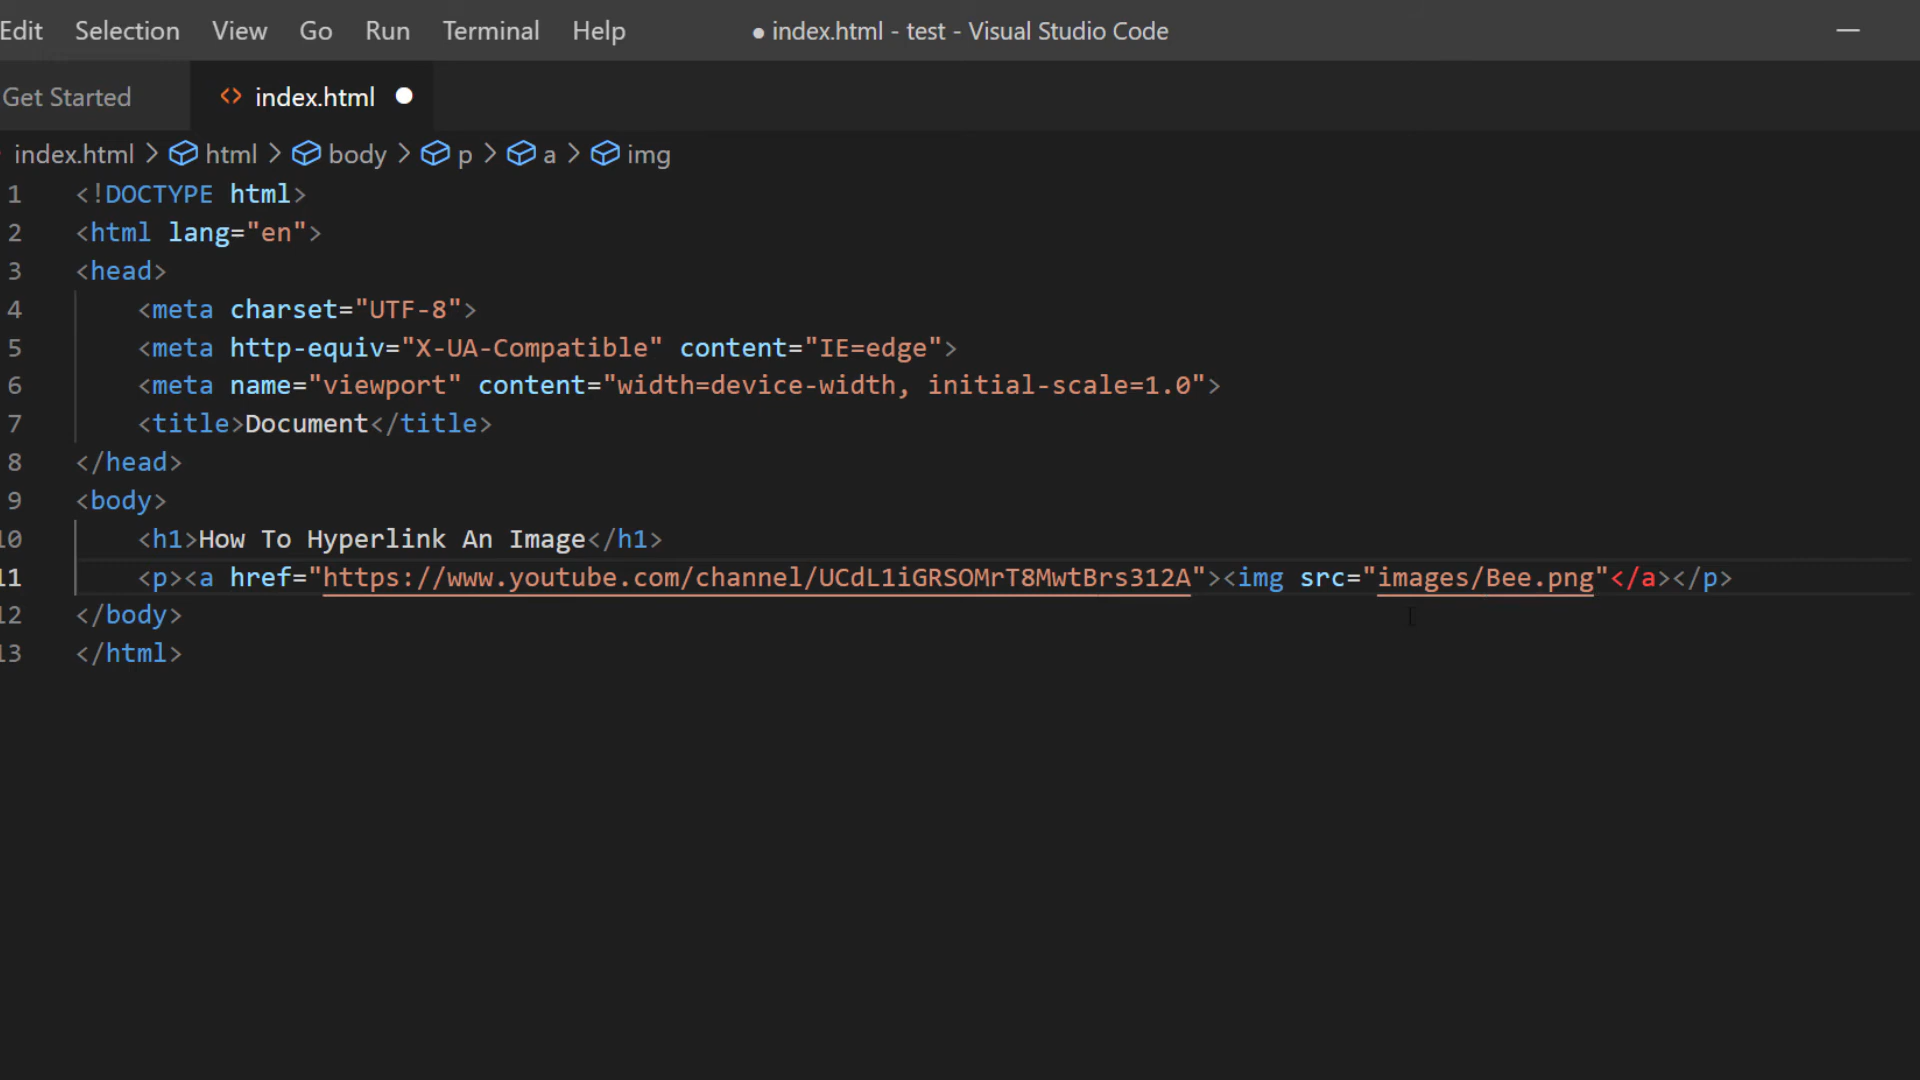 Edit Selection View Go Run Terminal Help ● index.html - test - Visual Studio Code
Get Started <> index.html
index.html > html > body > p > a > img
1 <!DOCTYPE html>
2 <html lang="en">
3 <head>
4 <meta charset="UTF-8">
5 <meta http-equiv="X-UA-Compatible" content="IE=edge">
6 <meta name="viewport" content="width=device-width, initial-scale=1.0">
7 <title>Document</title>
8 </head>
9 <body>
10 <h1>How To Hyperlink An Image</h1>
11 <p><a href="https://www.youtube.com/channel/UCdL1iGRSOMrT8MwtBrs312A"><img src="images/Bee.png"</a></p>
12 </body>
13 </html>